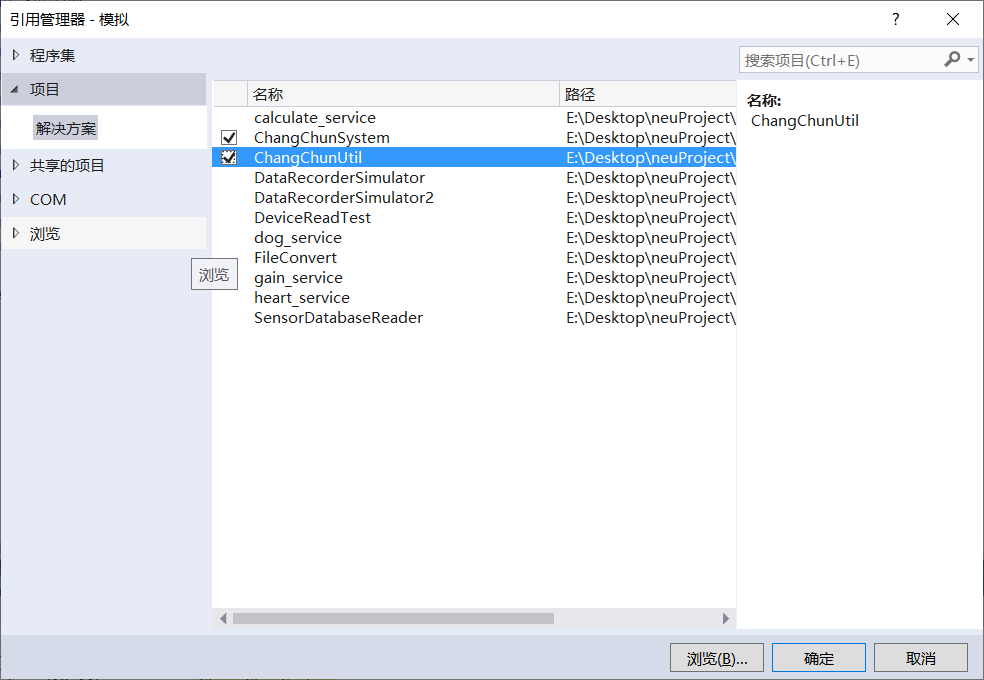 引用管理器 - 模拟
?
程序集
项目
解决方案
共享的项目
COM
浏览
浏览
搜索项目(Ctrl+E)
名称 路径
calculate_service E:\Desktop\neuProject\
ChangChunSystem E:\Desktop\neuProject\
ChangChunUtil E:\Desktop\neuProject\
DataRecorderSimulator E:\Desktop\neuProject\
DataRecorderSimulator2 E:\Desktop\neuProject\
DeviceReadTest E:\Desktop\neuProject\
dog_service E:\Desktop\neuProject\
FileConvert E:\Desktop\neuProject\
gain_service E:\Desktop\neuProject\
heart_service E:\Desktop\neuProject\
SensorDatabaseReader E:\Desktop\neuProject\
名称:
ChangChunUtil
浏览(B)... 确定 取消